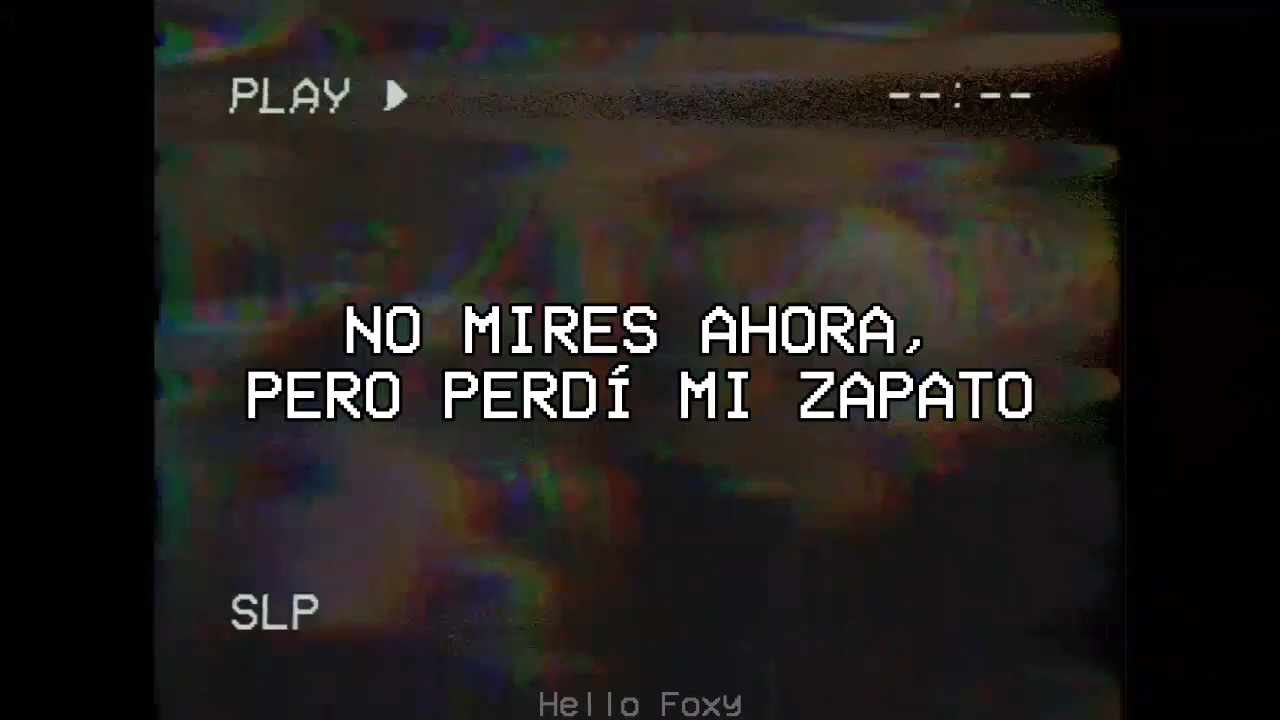 PLAY ▶ --:--
NO MIRES AHORA,
PERO PERDÍ MI ZAPATO
SLP
Hello Foxy